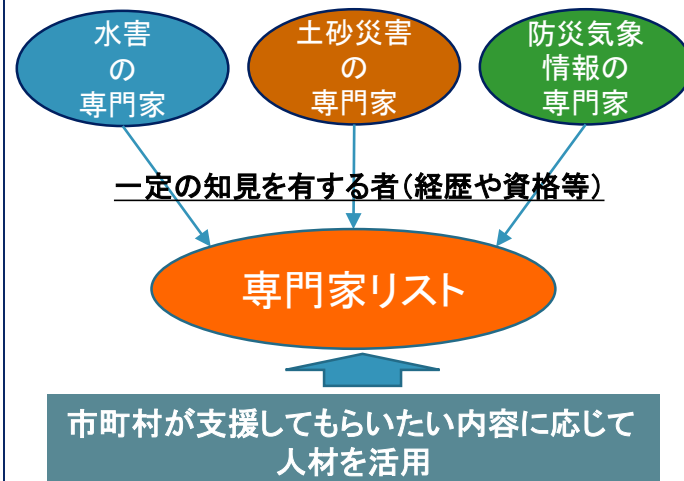 水害
の
専門家
土砂災害
の
専門家
防災気象
情報の
専門家
一定の知見を有する者(経歴や資格等)
専門家リスト
市町村が支援してもらいたい内容に応じて
人材を活用